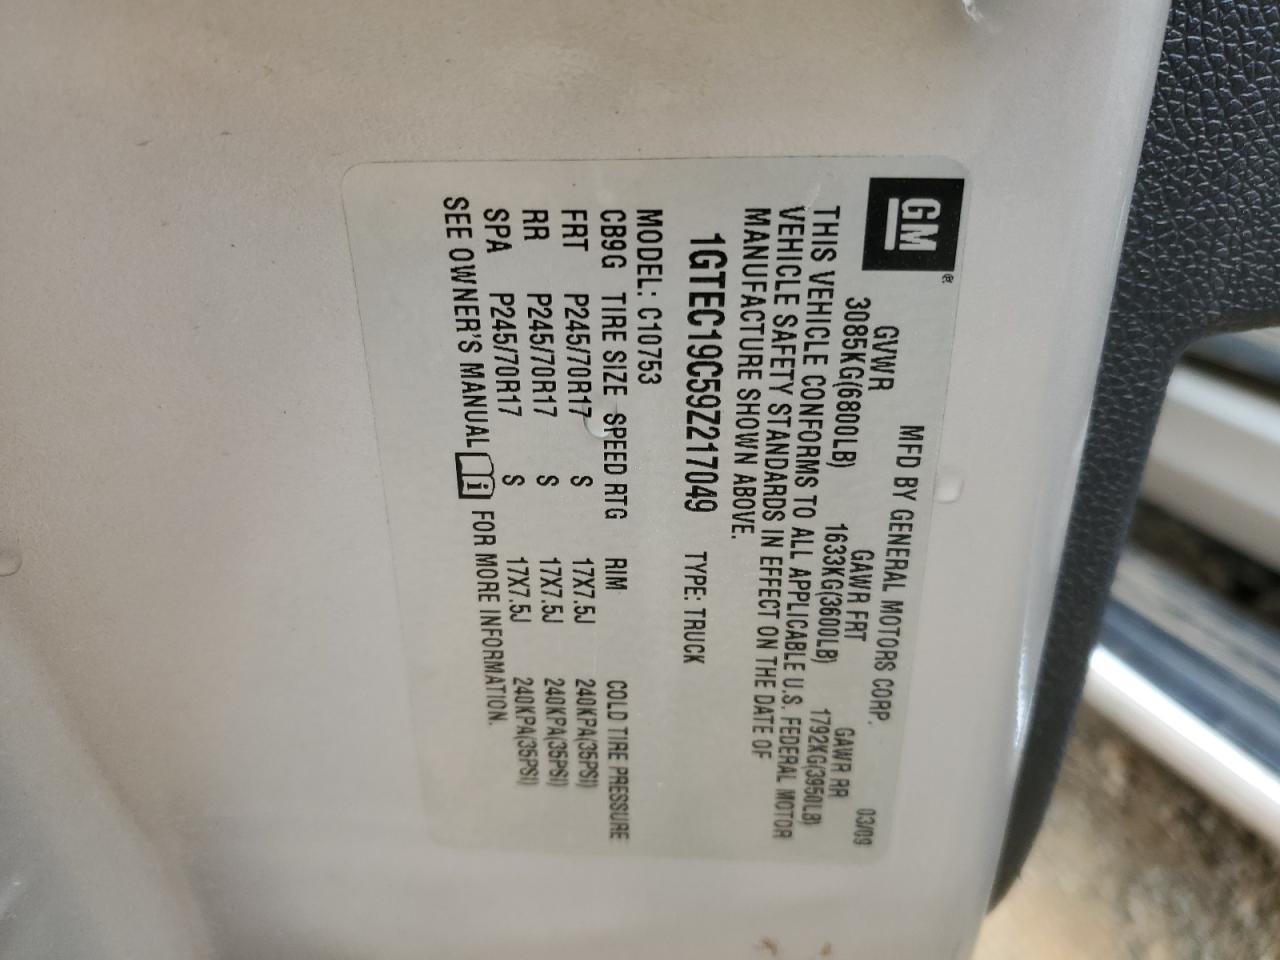 GM®
MFD BY GENERAL MOTORS CORP. 03/09
GVWR GAWR FRT GAWR RR
3085KG(6800LB) 1633KG(3600LB) 1792KG(3950LB)
THIS VEHICLE CONFORMS TO ALL APPLICABLE U.S. FEDERAL MOTOR
VEHICLE SAFETY STANDARDS IN EFFECT ON THE DATE OF
MANUFACTURE SHOWN ABOVE.
1GTEC19C59Z217049 TYPE: TRUCK
MODEL: C10753
CB9G TIRE SIZE SPEED RTG RIM COLD TIRE PRESSURE
FRT P245/70R17 S 17X7.5J 240KPA(35PSI)
RR P245/70R17 S 17X7.5J 240KPA(35PSI)
SPA P245/70R17 S 17X7.5J 240KPA(35PSI)
SEE OWNER'S MANUAL i FOR MORE INFORMATION.